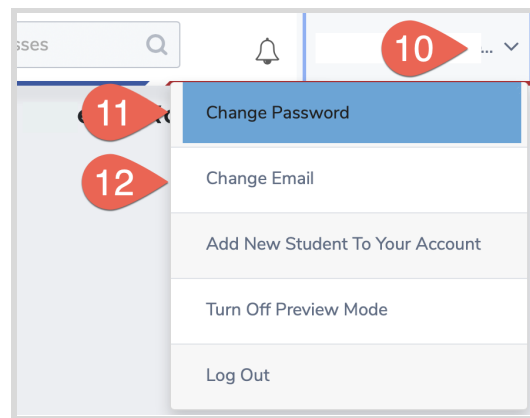 sses
10
...
11
Change Password
12
Change Email
Add New Student To Your Account
Turn Off Preview Mode
Log Out